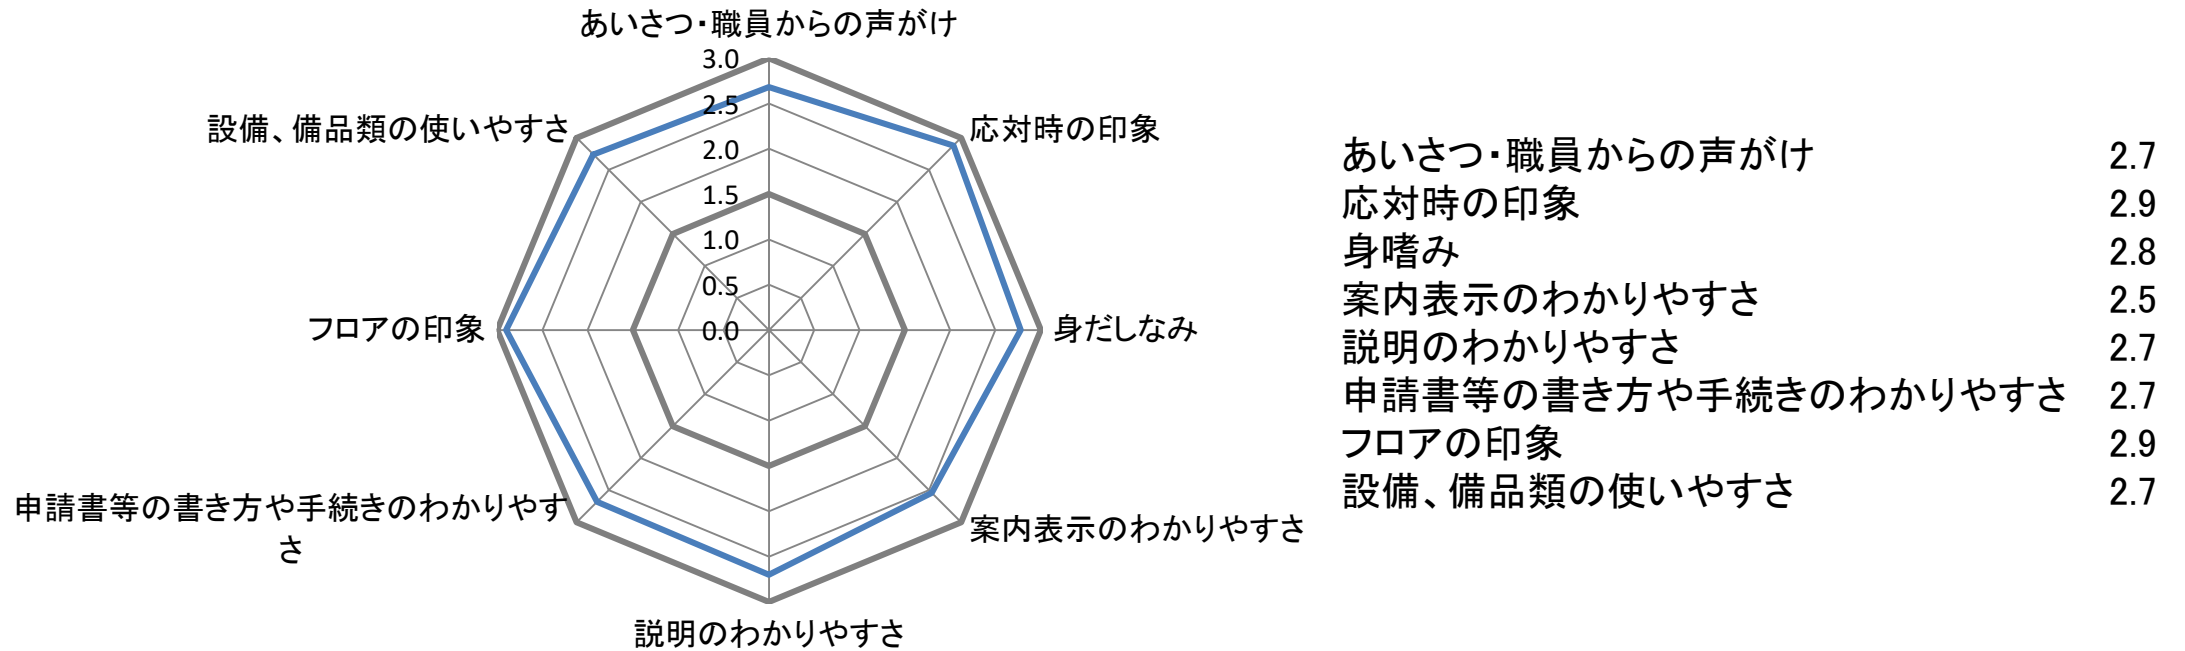 あいさつ・職員からの声がけ
3.0
2.5
2.0
1.5
1.0
0.5
0.0
応対時の印象
身だしなみ
案内表示のわかりやすさ
説明のわかりやすさ
申請書等の書き方や手続きのわかりやす
さ
フロアの印象
設備、備品類の使いやすさ
あいさつ・職員からの声がけ 2.7
応対時の印象 2.9
身嗜み 2.8
案内表示のわかりやすさ 2.5
説明のわかりやすさ 2.7
申請書等の書き方や手続きのわかりやすさ 2.7
フロアの印象 2.9
設備、備品類の使いやすさ 2.7